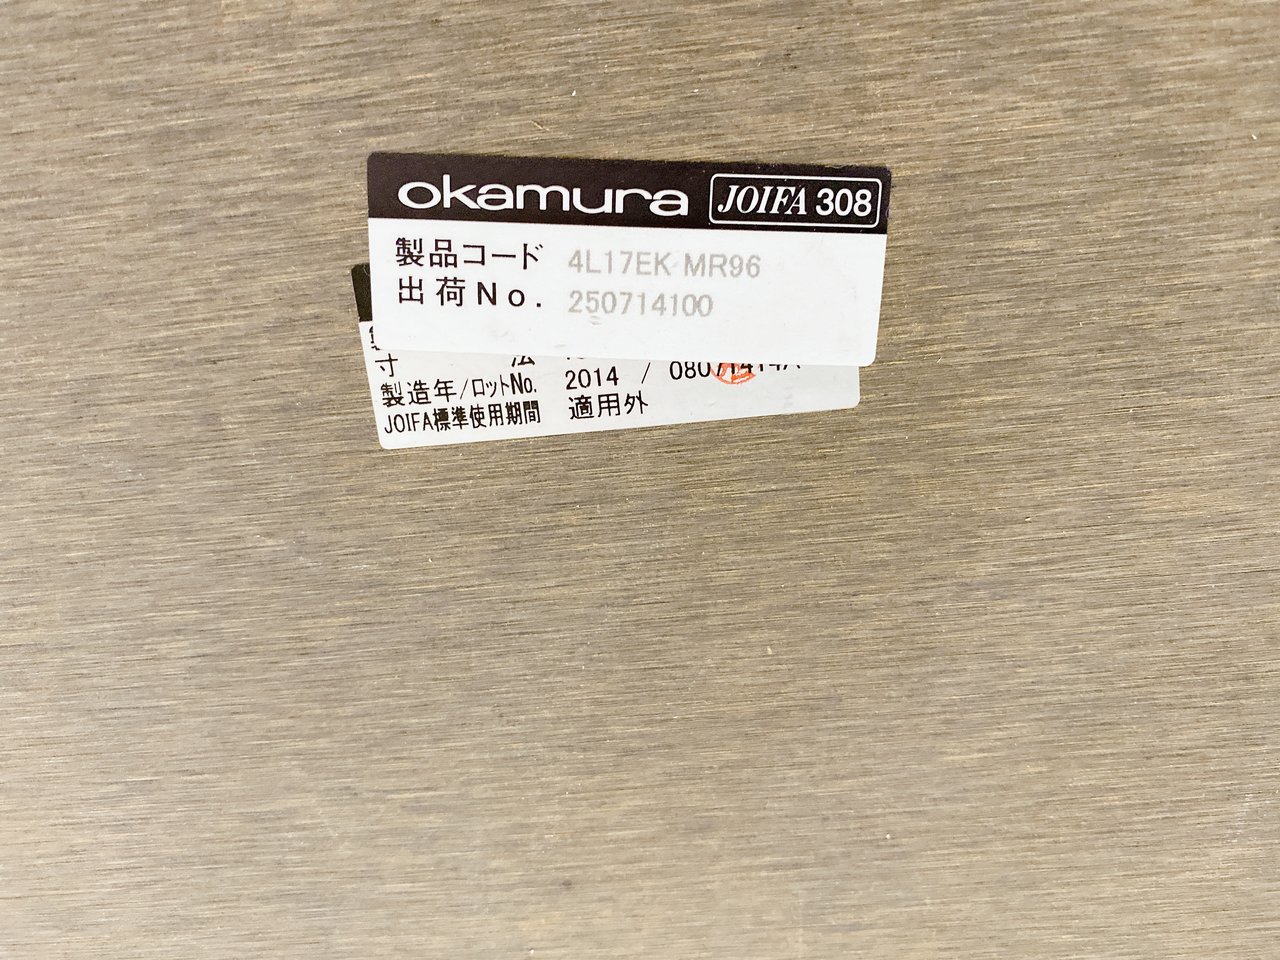 okamura JOIFA 308
製品コード 4L17EK-MR96
出荷No. 250714100
寸 法
製造年/ロットNo. 2014 /
JOIFA標準使用期間 適用外